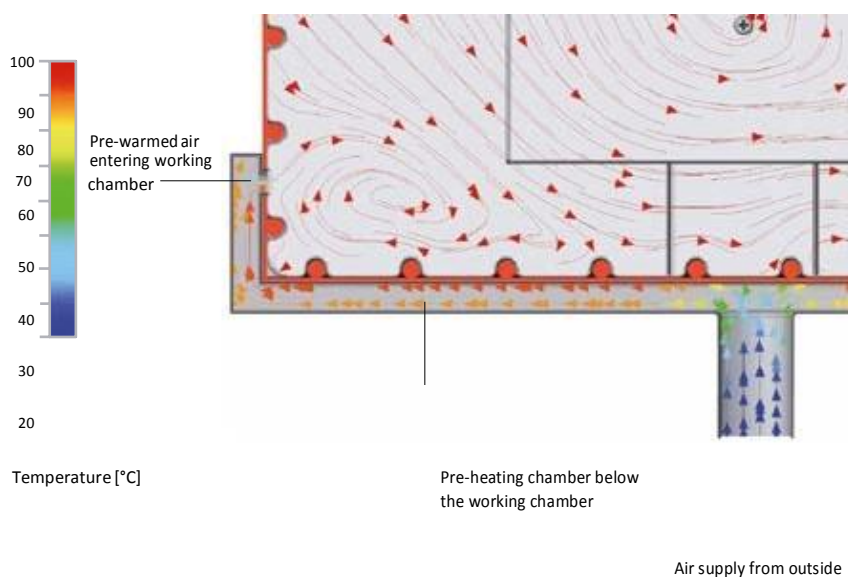 100
90
80
70
60
50
40
30
20
Temperature [°C]
Pre-warmed air
entering working
chamber
Pre-heating chamber below
the working chamber
Air supply from outside